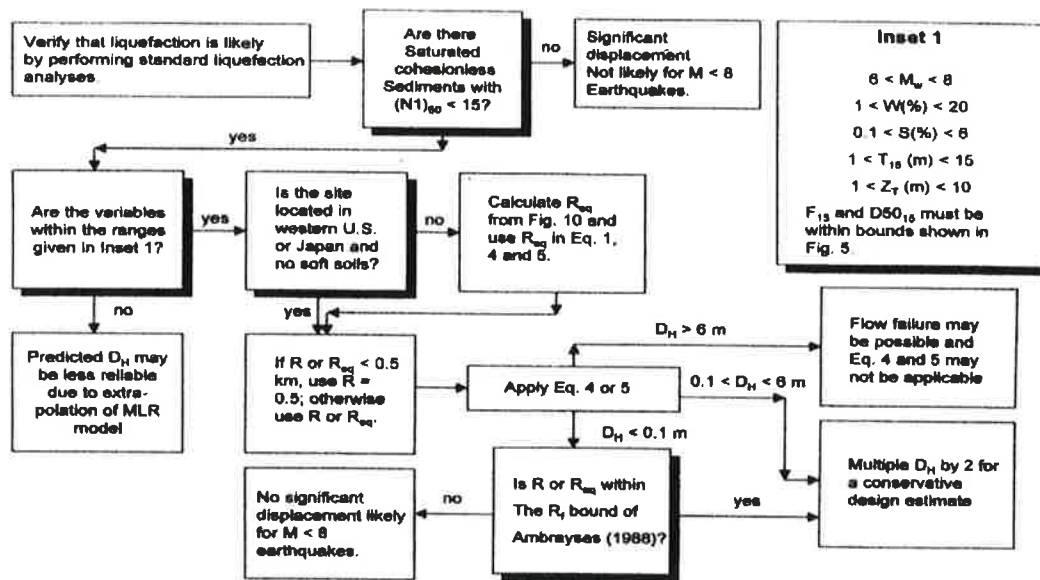 Verify that liquefaction is likely
by performing standard liquefaction
analyses.
Are there
Saturated
cohesionless
Sediments with
(N1)60 < 15?
no
Significant
displacement
Not likely for M < 8
Earthquakes.
Inset 1
6 < Mw < 8
1 < W(%) < 20
0.1 < S(%) < 6
1 < T15 (m) < 15
1 < ZT (m) < 10
F15 and D5015 must be
within bounds shown in
Fig. 5.
yes
Are the variables
within the ranges
given in Inset 1?
yes
Is the site
located in
western U.S.
or Japan and
no soft soils?
no
Calculate Req
from Fig. 10 and
use Req in Eq. 1,
4 and 5.
no
yes
Predicted DH may
be less reliable
due to extra-
polation of MLR
model
If R or Req < 0.5
km, use R =
0.5; otherwise
use R or Req.
Apply Eq. 4 or 5
DH > 6 m
Flow failure may
be possible and
Eq. 4 and 5 may
not be applicable
0.1 < DH < 6 m
DH < 0.1 m
Multiple DH by 2 for
a conservative
design estimate
Is R or Req within
The Rf bound of
Ambrayses (1988)?
no
yes
No significant
displacement likely
for M < 8
earthquakes.